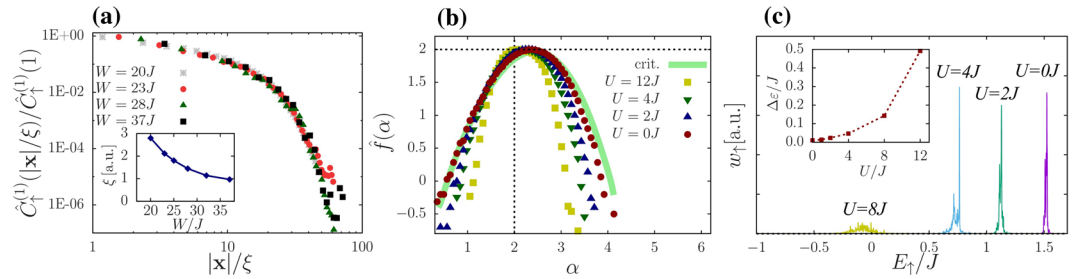 (a)
Ĉ↑^(1)(|x|/ξ)/Ĉ↑^(1)(1)
1E+00
1E-02
1E-04
1E-06
W = 20J
W = 23J
W = 28J
W = 37J
ξ [a.u.]
3
2
1
0
20 25 30 35
W/J
1 10 100
|x|/ξ
(b)
f̂(α)
2
1.5
1
0.5
0
−0.5
crit.
U = 12J
U = 4J
U = 2J
U = 0J
1 2 3 4 5 6
α
(c)
w↑[a.u.]
Δε/J
0.5
0.4
0.3
0.2
0.1
0
0 2 4 6 8 10 12
U/J
U=4J
U=0J
U=2J
U=8J
−1 −0.5 0 0.5 1 1.5
E↑/J